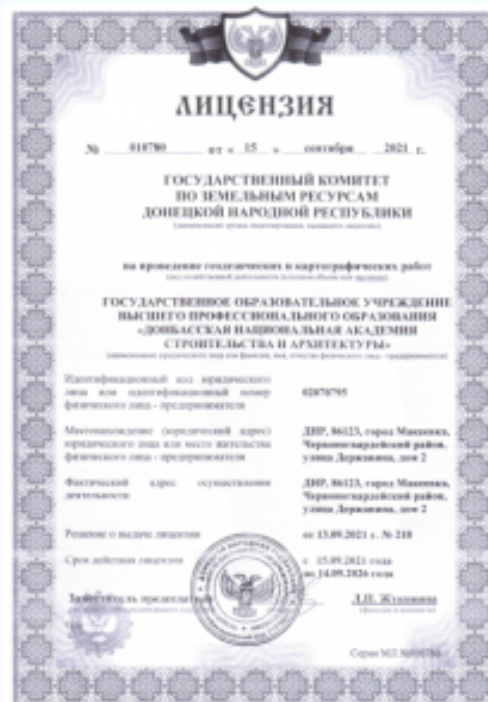 ЛИЦЕНЗИЯ
№ 010780 от « 15 » сентября 2021 г.
ГОСУДАРСТВЕННЫЙ КОМИТЕТ
ПО ЗЕМЕЛЬНЫМ РЕСУРСАМ
ДОНЕЦКОЙ НАРОДНОЙ РЕСПУБЛИКИ
на проведение геодезических и картографических работ
ГОСУДАРСТВЕННОЕ ОБРАЗОВАТЕЛЬНОЕ УЧРЕЖДЕНИЕ
ВЫСШЕГО ПРОФЕССИОНАЛЬНОГО ОБРАЗОВАНИЯ
«ДОНБАССКАЯ НАЦИОНАЛЬНАЯ АКАДЕМИЯ
СТРОИТЕЛЬСТВА И АРХИТЕКТУРЫ»
Идентификационный код юридического
лица или идентификационный номер
физического лица - предпринимателя
02070795
Местонахождение (юридический адрес)
юридического лица или место жительства
физического лица - предпринимателя
ДНР, 86123, город Макеевка,
Червоногвардейский район,
улица Державина, дом 2
Фактический адрес осуществления
деятельности
ДНР, 86123, город Макеевка,
Червоногвардейский район,
улица Державина, дом 2
Решение о выдаче лицензии от 13.09.2021 г. № 210
Срок действия лицензии с 15.09.2021 года
по 14.09.2026 года
Заместитель председателя
Серия